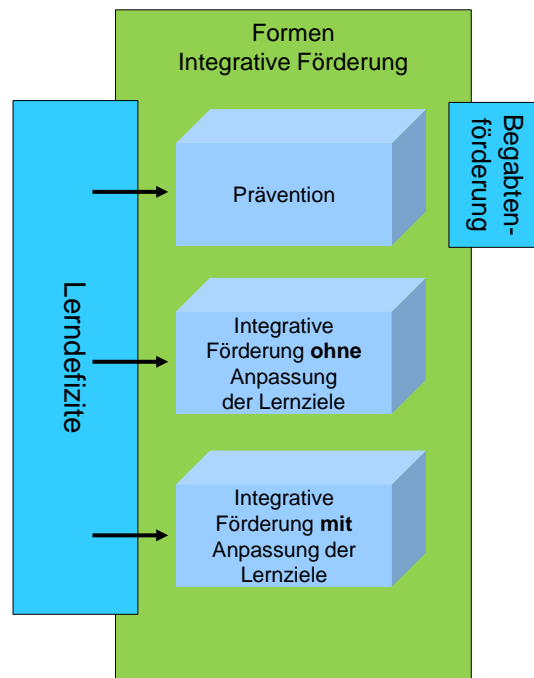 Formen
Integrative Förderung
Lerndefizite
Prävention
Integrative
Förderung ohne
Anpassung
der Lernziele
Integrative
Förderung mit
Anpassung der
Lernziele
Begabten-
förderung